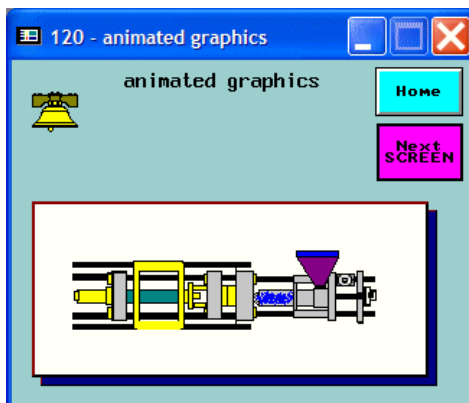 120 - animated graphics
animated graphics
Home
Next
SCREEN